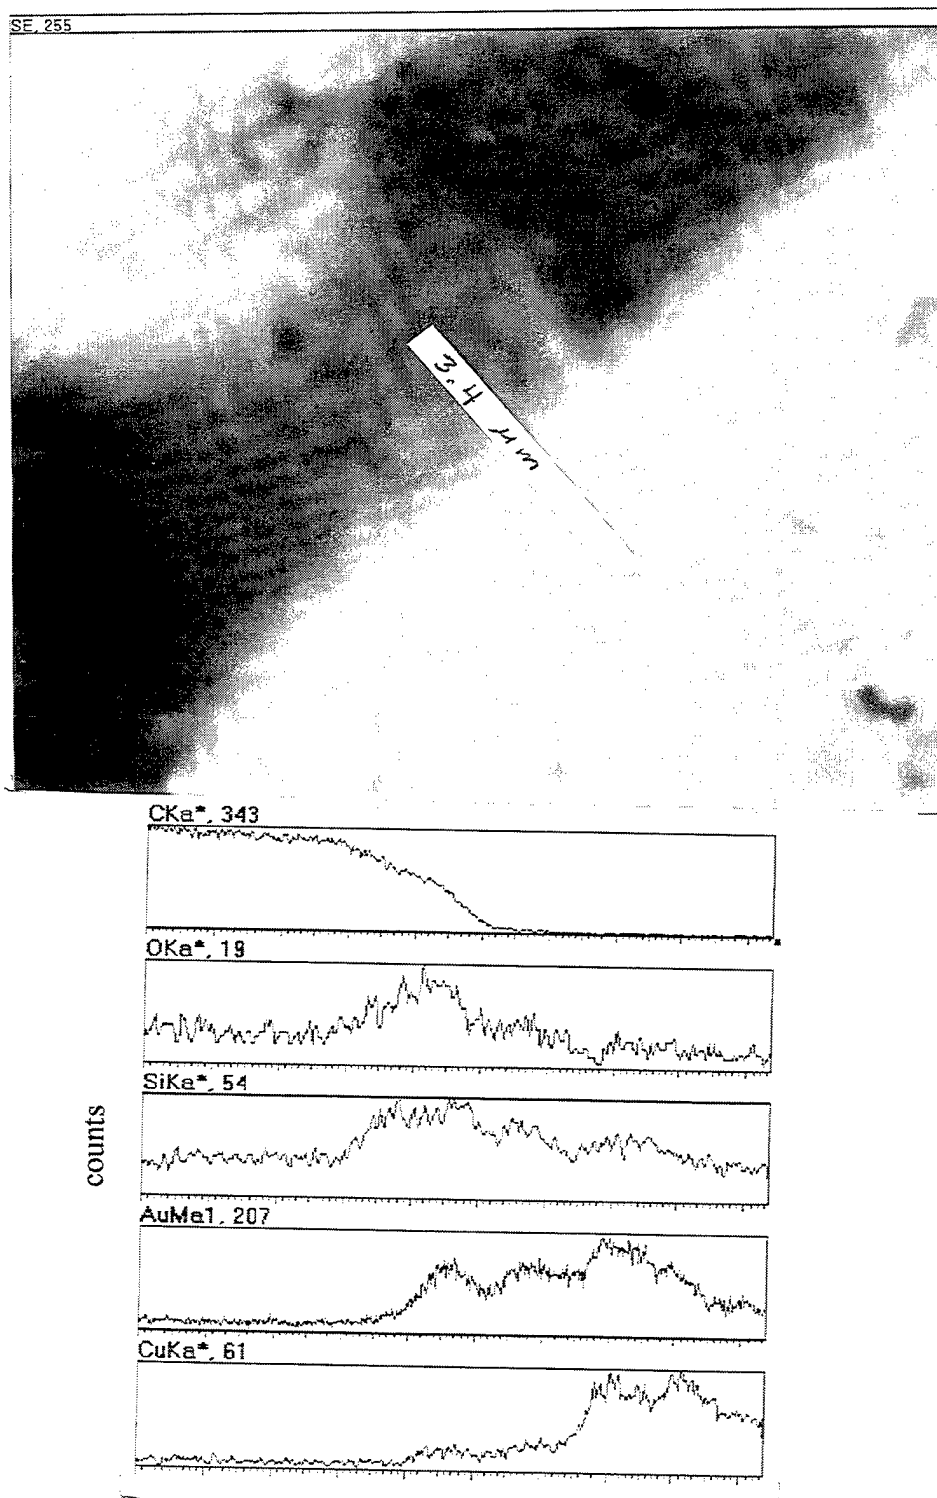 SE, 255
3.4 μm
CKa*, 343
OKa*, 19
SiKa*, 54
counts
AuMa1, 207
CuKa*, 61